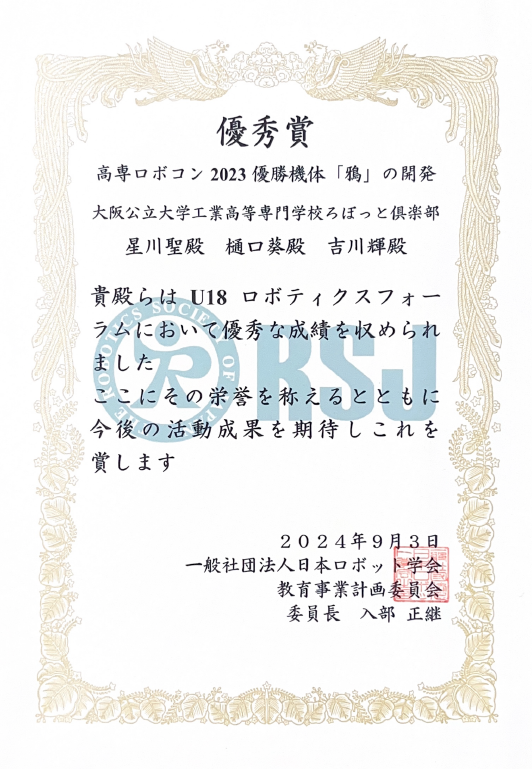 優秀賞
高専ロボコン 2023 優勝機体「鴉」の開発
大阪公立大学工業高等専門学校ろぼっと倶楽部
星川聖殿　樋口葵殿　吉川輝殿
貴殿らは U18 ロボティクスフォー
ラムにおいて優秀な成績を収められ
ました
ここにその栄誉を称えるとともに
今後の活動成果を期待しこれを
賞します
THE ROBOTICS SOCIETY OF JAPAN
RSJ
２０２４年９月３日
一般社団法人日本ロボット学会
教育事業計画委員会
委員長　入部 正継